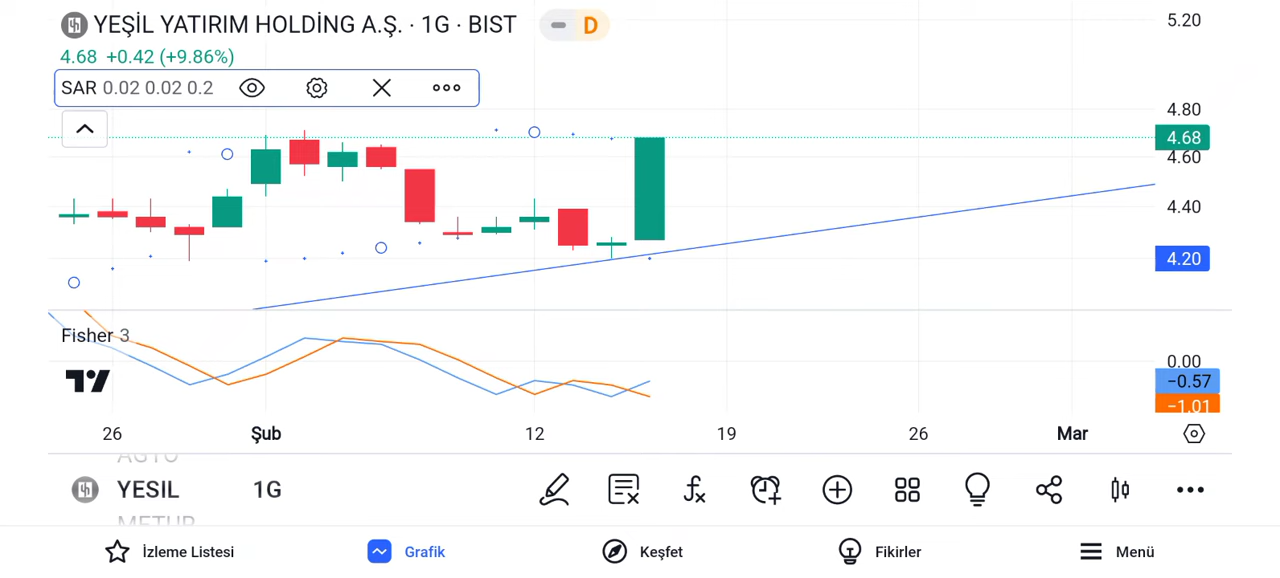 YEŞİL YATIRIM HOLDİNG A.Ş. · 1G · BIST
D
4.68 +0.42 (+9.86%)
SAR 0.02 0.02 0.2
5.20
4.80
4.68
4.60
4.40
4.20
Fisher 3
0.00
−0.57
−1.01
26 Şub 12 19 26 Mar
YESIL 1G
METUR
İzleme Listesi Grafik Keşfet Fikirler Menü